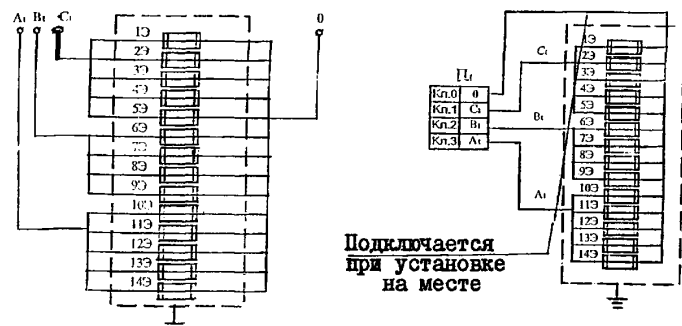 A₁ B₁ C₁ 0
1Э
2Э
3Э
4Э
5Э
6Э
7Э
8Э
9Э
10Э
11Э
12Э
13Э
14Э
П₁
Кл.0 0
Кл.1 C₁
Кл.2 B₁
Кл.3 A₁
C₁
B₁
A₁
1Э
2Э
3Э
4Э
5Э
6Э
7Э
8Э
9Э
10Э
11Э
12Э
13Э
14Э
Подключается
при установке
на месте